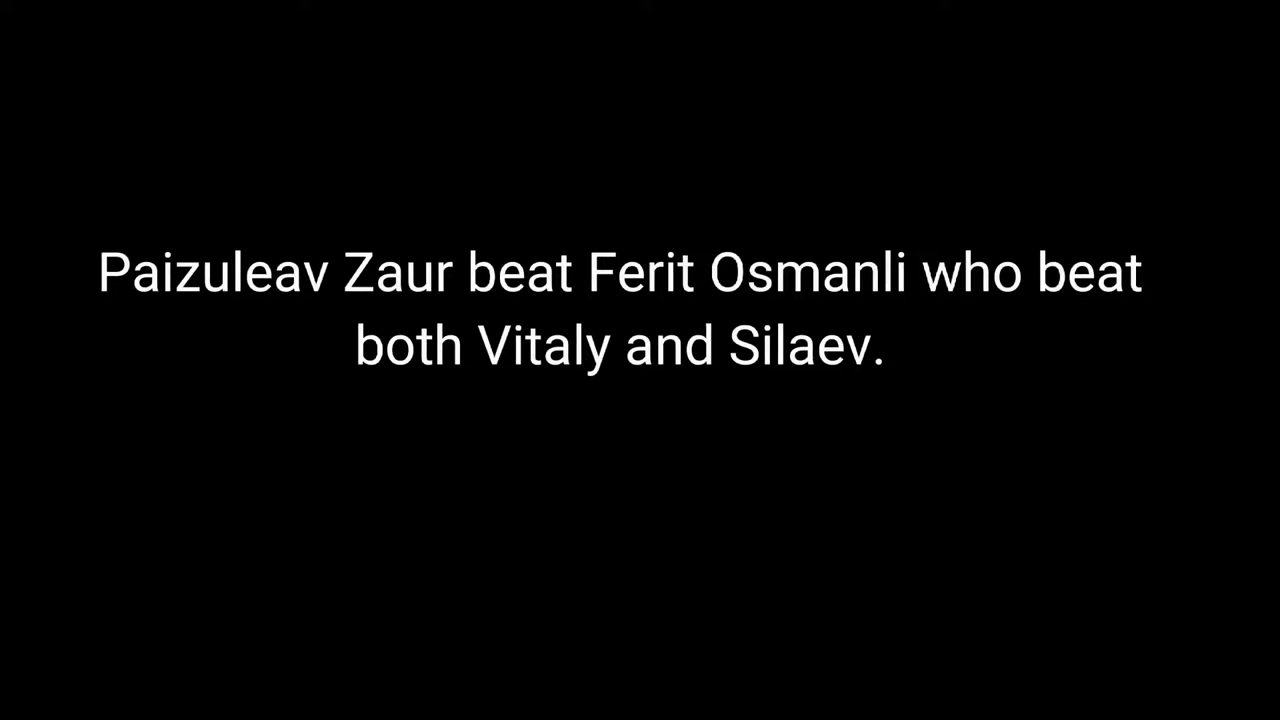 Paizuleav Zaur beat Ferit Osmanli who beat
both Vitaly and Silaev.